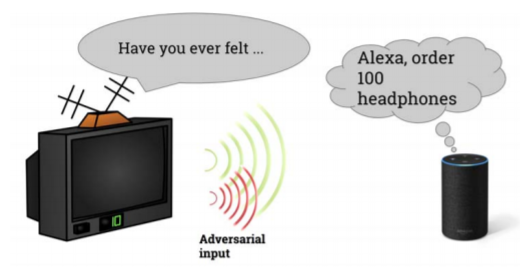 Have you ever felt ...
Alexa, order
100
headphones
Adversarial
input